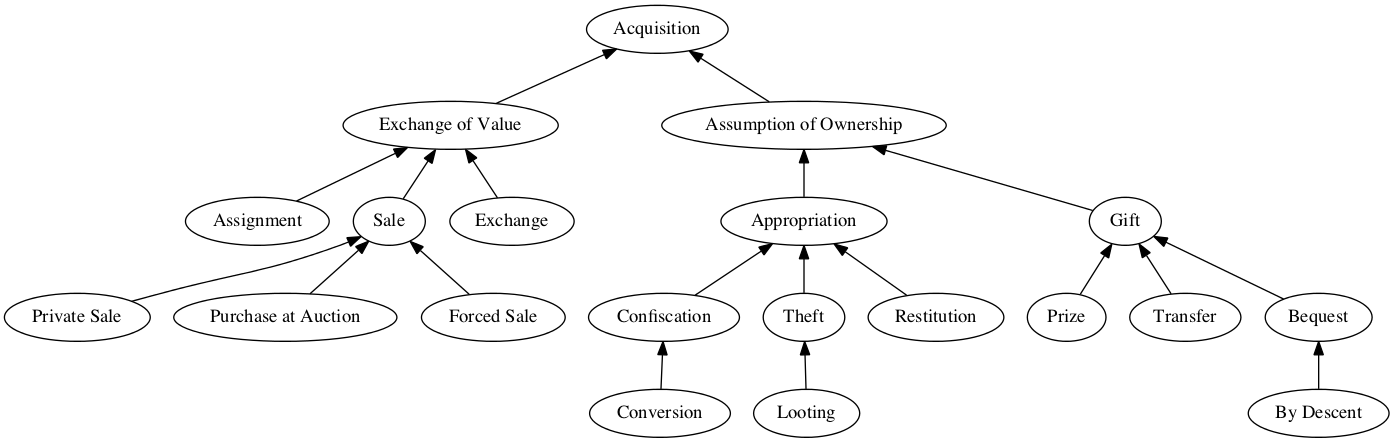 Acquisition
Exchange of Value
Assumption of Ownership
Assignment
Sale
Exchange
Appropriation
Gift
Private Sale
Purchase at Auction
Forced Sale
Confiscation
Theft
Restitution
Prize
Transfer
Bequest
Conversion
Looting
By Descent